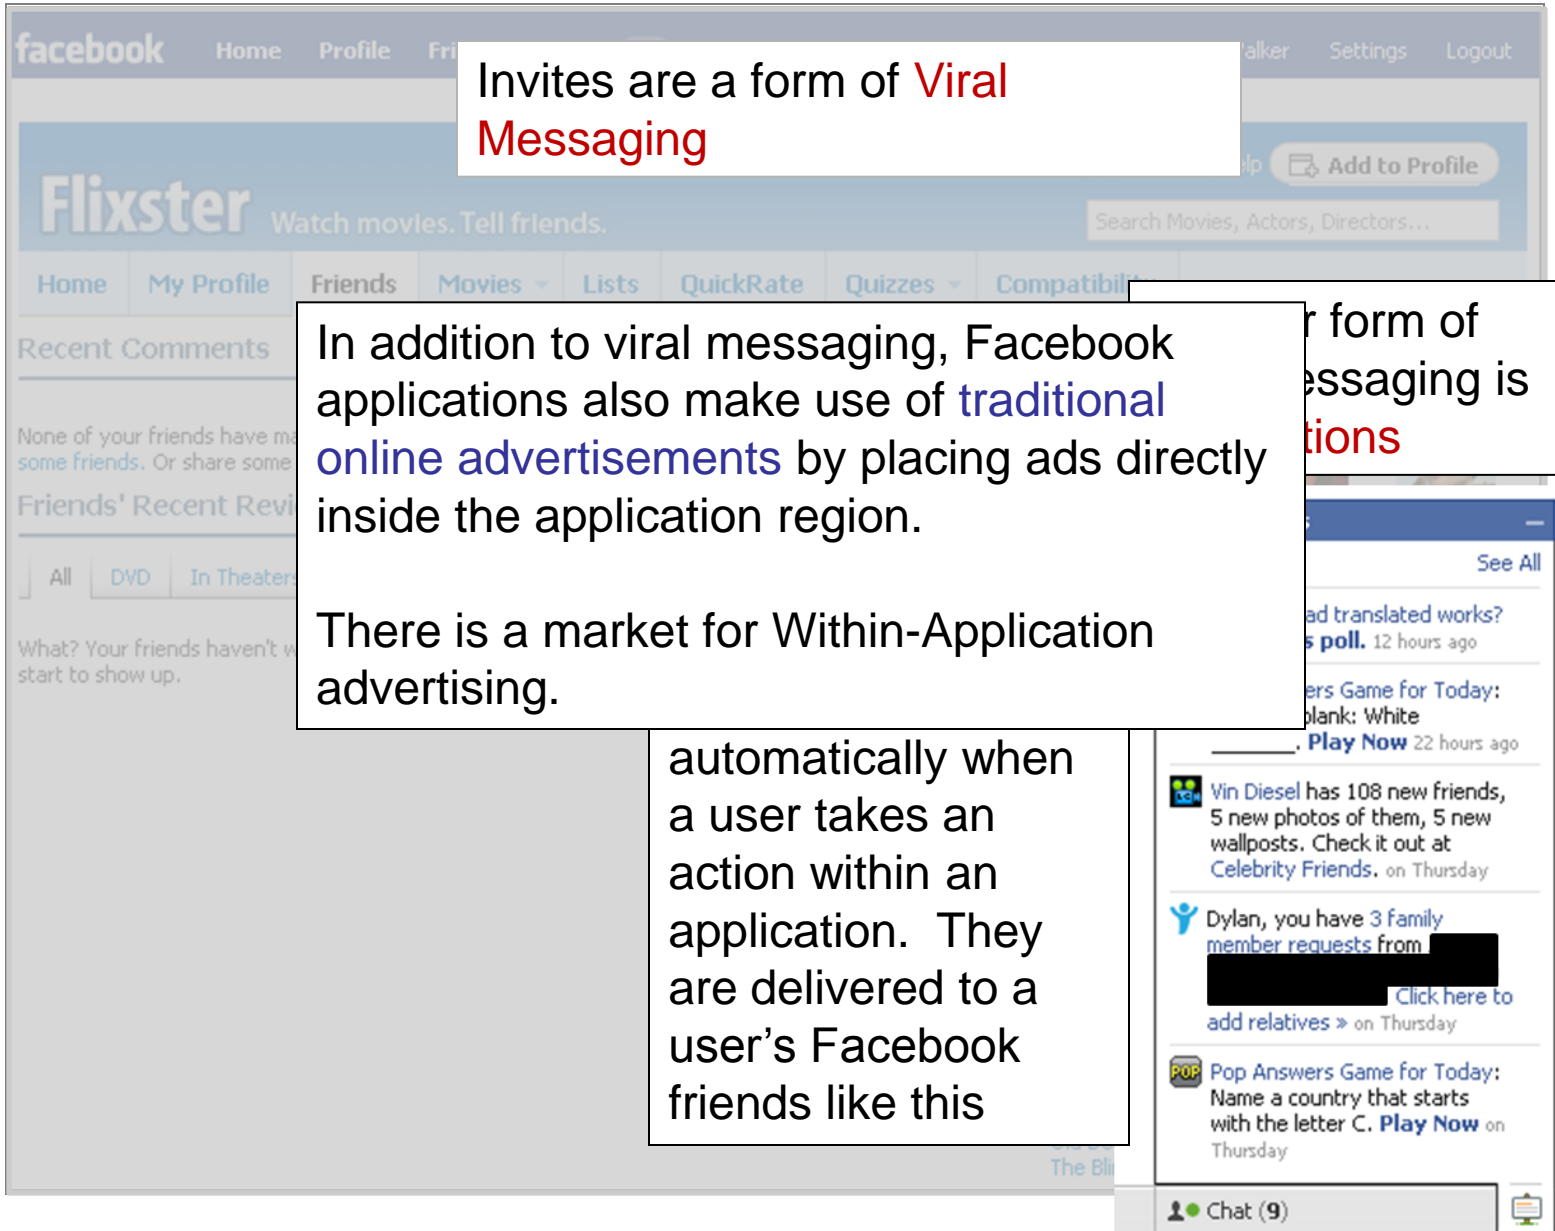 facebook Home Profile Settings Logout
Invites are a form of Viral
Messaging
Add to Profile
Flixster Watch movies. Tell friends.
Search Movies, Actors, Directors...
Home My Profile Friends Movies Lists QuickRate Quizzes
Recent Comments
None of your friends have
some friends. Or share some
Friends' Recent
All DVD In Theaters
What? Your friends haven't
start to show up.
In addition to viral messaging, Facebook
applications also make use of traditional
online advertisements by placing ads directly
inside the application region.
There is a market for Within-Application
advertising.
form of
is
automatically when
a user takes an
action within an
application. They
are delivered to a
user's Facebook
friends like this
See All
translated works?
poll. 12 hours ago
Game for Today:
White
_______. Play Now 22 hours ago
Vin Diesel has 108 new friends,
5 new photos of them, 5 new
wallposts. Check it out at
Celebrity Friends. on Thursday
Dylan, you have 3 family
member requests from
Click here to
add relatives » on Thursday
POP
Pop Answers Game for Today:
Name a country that starts
with the letter C. Play Now on
Thursday
The
Chat (9)